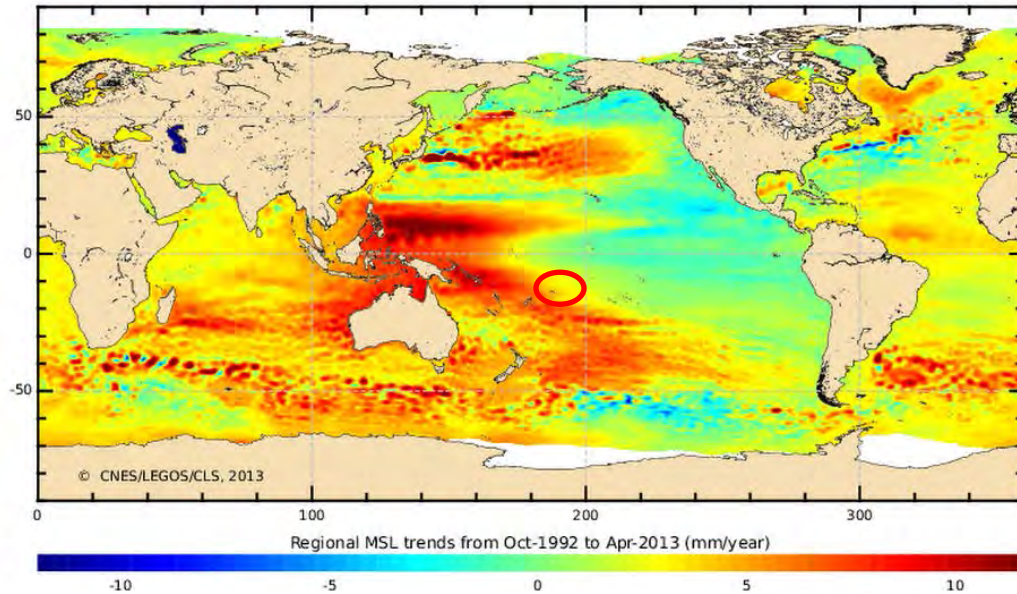 50
0
-50
© CNES/LEGOS/CLS, 2013
0 100 200 300
Regional MSL trends from Oct-1992 to Apr-2013 (mm/year)
-10 -5 0 5 10